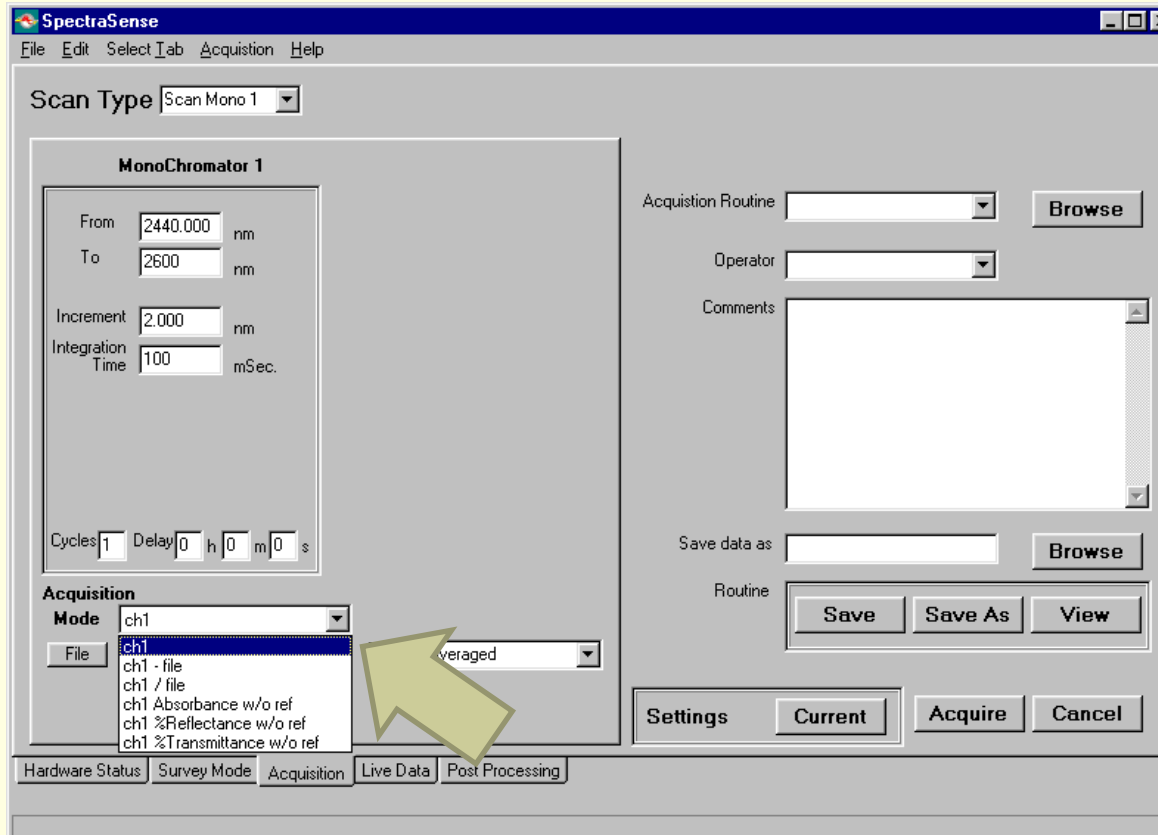 SpectraSense
File Edit Select Tab Acquistion Help
Scan Type Scan Mono 1
MonoChromator 1
From 2440.000 nm
To 2600 nm
Increment 2.000 nm
Integration
Time 100 mSec.
Cycles 1 Delay 0 h 0 m 0 s
Acquisition
Mode ch1
File
ch1
ch1 - file
ch1 / file
ch1 Absorbance w/o ref
ch1 %Reflectance w/o ref
ch1 %Transmittance w/o ref
Acquistion Routine Browse
Operator
Comments
Save data as Browse
Routine
Save Save As View
Settings Current Acquire Cancel
Hardware Status Survey Mode Acquisition Live Data Post Processing